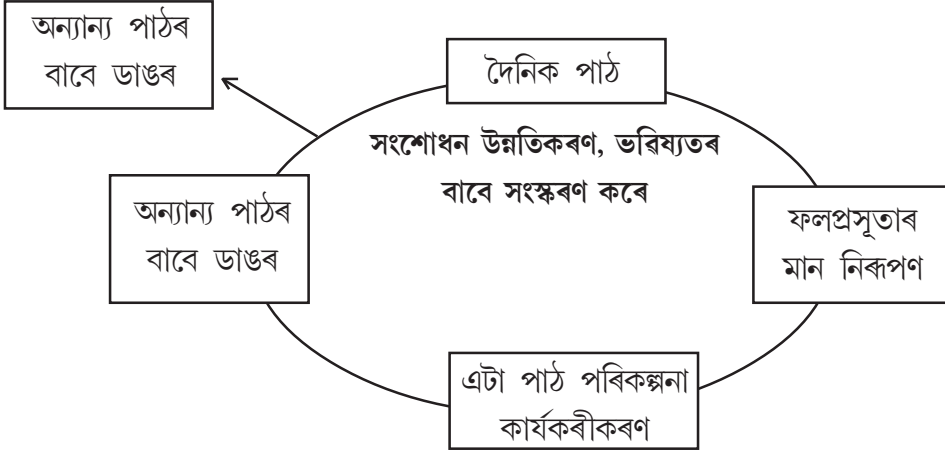 অন্যান্য পাঠৰ
বাবে ডাঙৰ
দৈনিক পাঠ
সংশোধন উন্নতিকৰণ, ভৱিষ্যতৰ
বাবে সংস্কৰণ কৰে
অন্যান্য পাঠৰ
বাবে ডাঙৰ
ফলপ্ৰসূতাৰ
মান নিৰূপণ
এটা পাঠ পৰিকল্পনা
কাৰ্যকৰীকৰণ